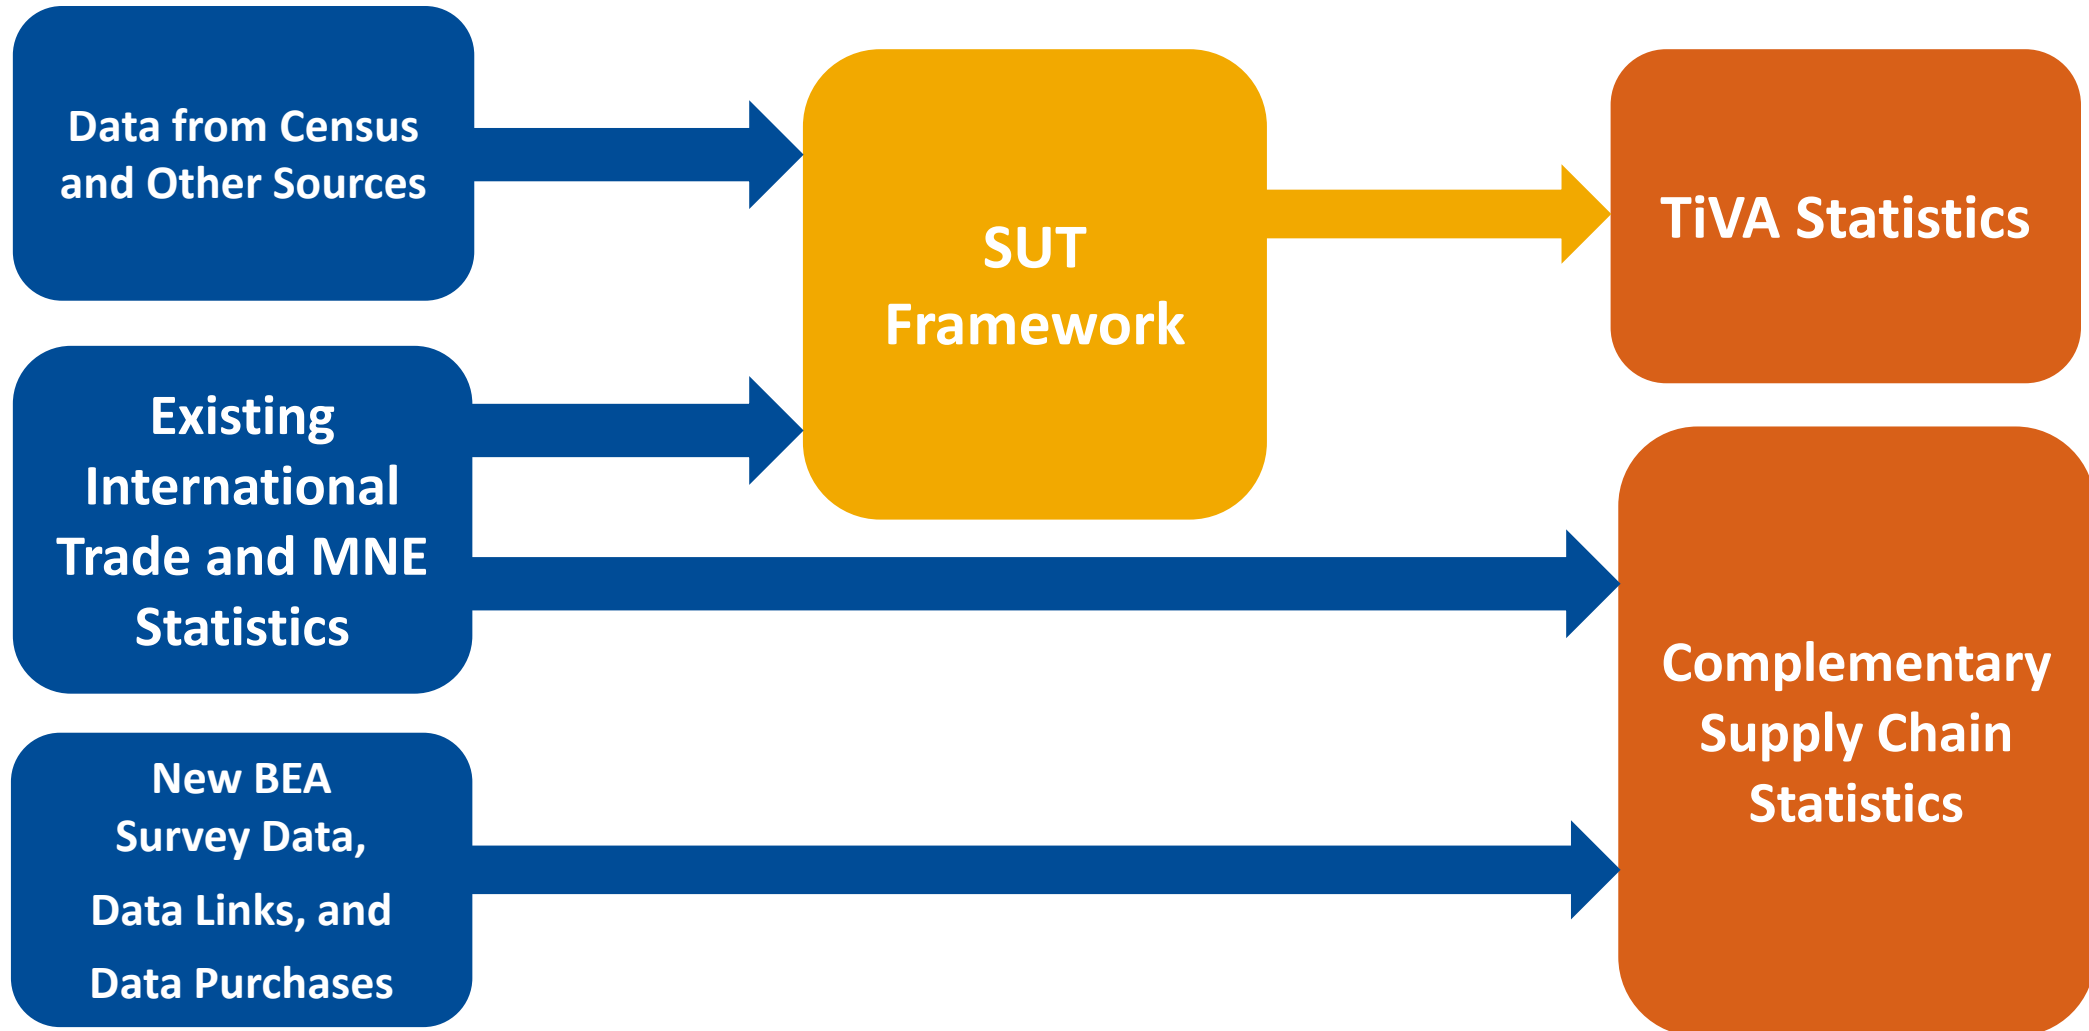 Data from Census
and Other Sources
SUT
Framework
TiVA Statistics
Existing
International
Trade and MNE
Statistics
Complementary
Supply Chain
Statistics
New BEA
Survey Data,
Data Links, and
Data Purchases